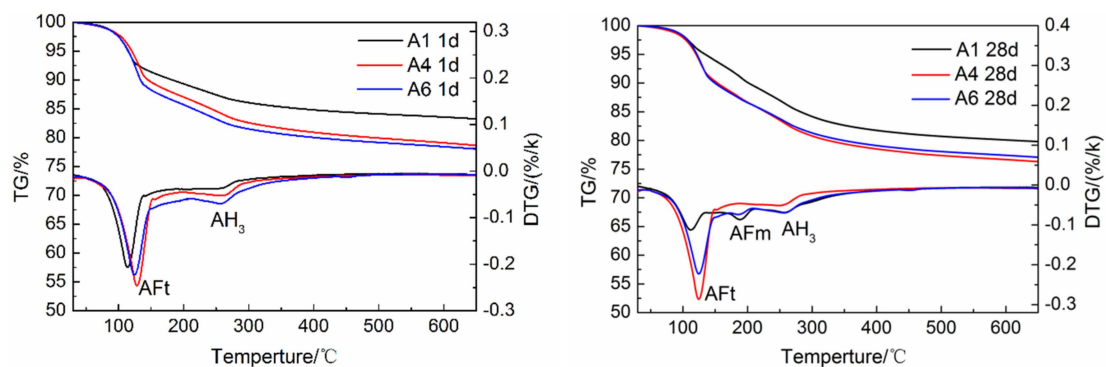 100
95
90
85
80
75
70
65
60
55
50
TG/%
0.3
0.2
0.1
0.0
-0.1
-0.2
-0.3
DTG/(%/k)
A1 1d
A4 1d
A6 1d
AH3
AFt
100 200 300 400 500 600
Temperture/℃
100
95
90
85
80
75
70
65
60
55
50
TG/%
0.4
0.3
0.2
0.1
0.0
-0.1
-0.2
-0.3
DTG/(%/k)
A1 28d
A4 28d
A6 28d
AFm
AH3
AFt
100 200 300 400 500 600
Temperture/℃